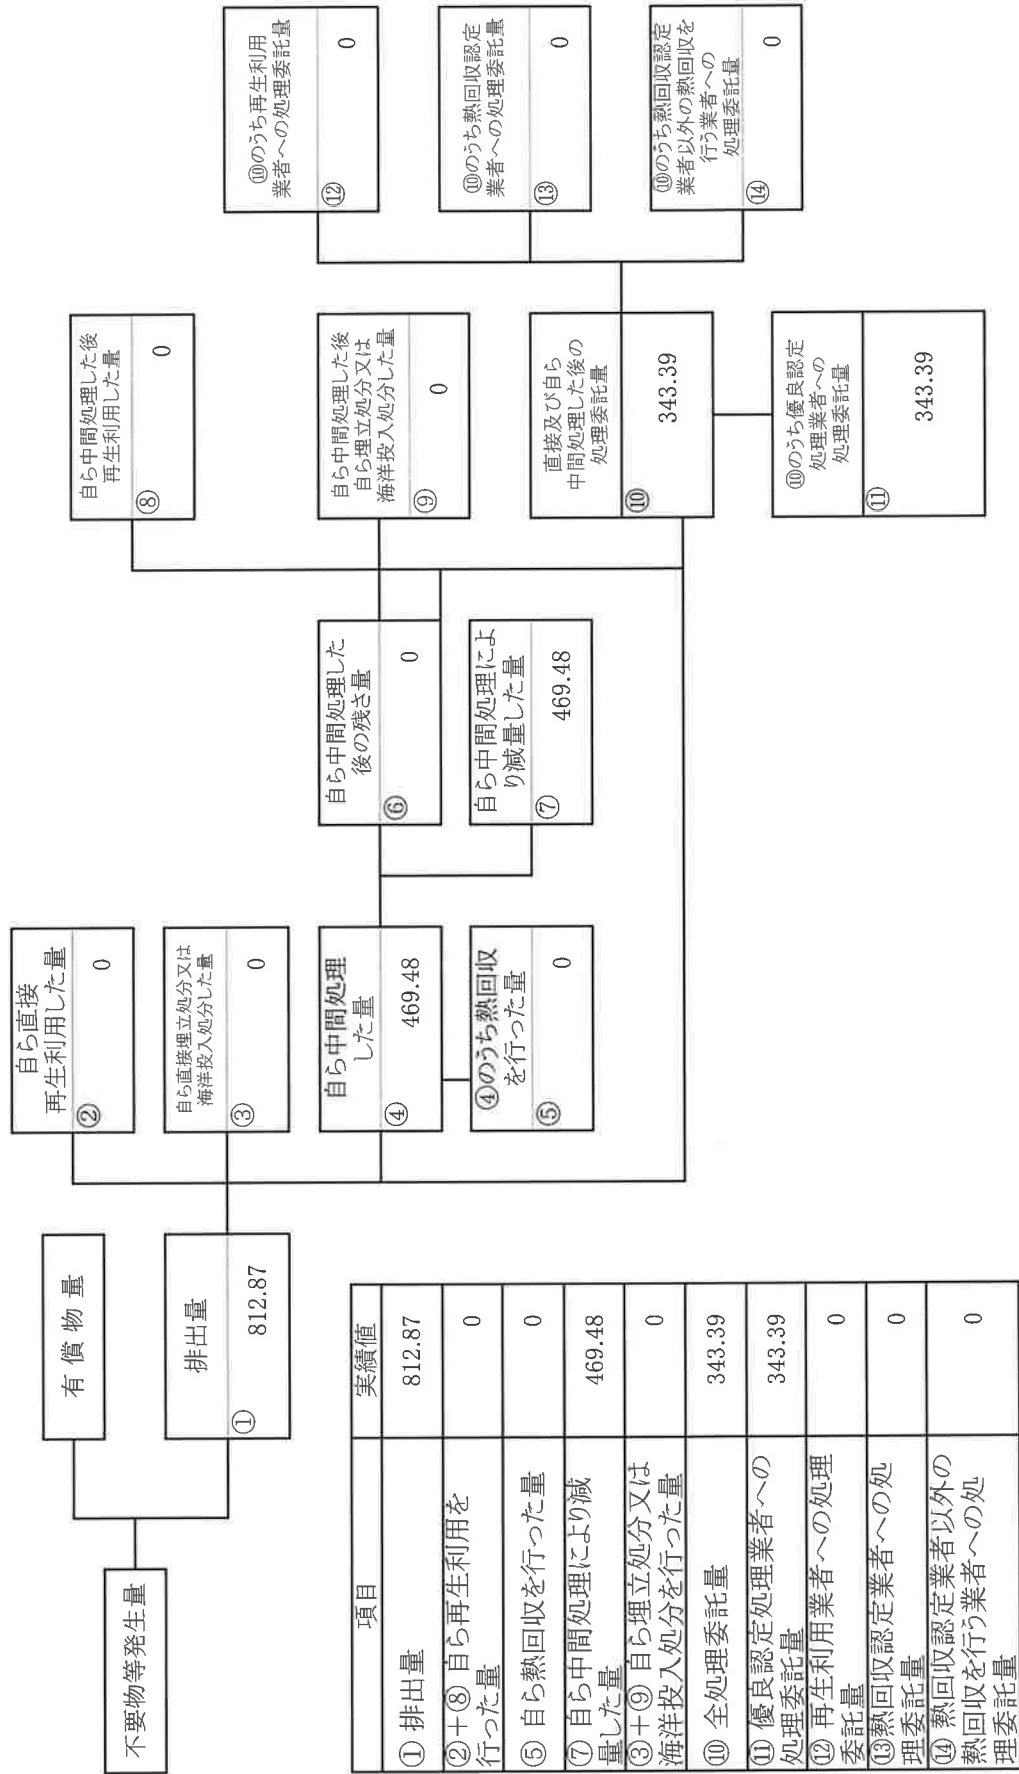 不要物等発生量
有 償 物 量
排出量
①
812.87
自ら直接
再生利用した量
②
0
自ら直接埋立処分又は
海洋投入処分した量
③
0
自ら中間処理
した量
④
469.48
④のうち熱回収
を行った量
⑤
0
自ら中間処理した
後の残さ量
⑥
0
自ら中間処理によ
り減量した量
⑦
469.48
自ら中間処理した後
再生利用した量
⑧
0
自ら中間処理した後
自ら埋立処分又は
海洋投入処分した量
⑨
0
直接及び自ら
中間処理した後の
処理委託量
⑩
343.39
⑩のうち優良認定
処理業者への
処理委託量
⑪
343.39
⑩のうち再生利用
業者への処理委託量
⑫
0
⑩のうち熱回収認定
業者への処理委託量
⑬
0
⑩のうち熱回収認定
業者以外の熱回収を
行う業者への
処理委託量
⑭
0
項目 実績値
①排出量 812.87
②+⑧ 自ら再生利用を
行った量 0
⑤ 自ら熱回収を行った量 0
⑦ 自ら中間処理により減
量した量 469.48
③+⑨ 自ら埋立処分又は
海洋投入処分を行った量 0
⑩ 全処理委託量 343.39
⑪ 優良認定処理業者への
処理委託量 343.39
⑫ 再生利用業者への処理
委託量 0
⑬熱回収認定業者への処
理委託量 0
⑭ 熱回収認定業者以外の
熱回収を行う業者への処
理委託量 0